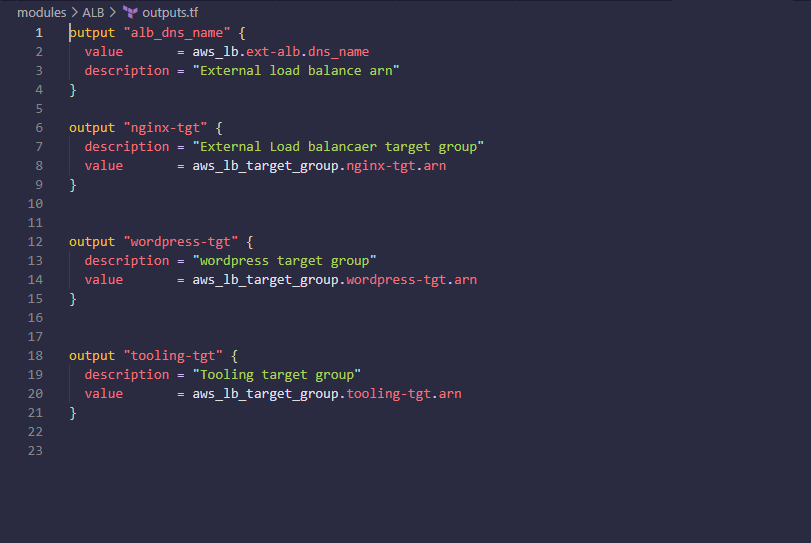 modules > ALB > outputs.tf
1 output "alb_dns_name" {
2   value       = aws_lb.ext-alb.dns_name
3   description = "External load balance arn"
4 }
5
6 output "nginx-tgt" {
7   description = "External Load balancaer target group"
8   value       = aws_lb_target_group.nginx-tgt.arn
9 }
10
11
12 output "wordpress-tgt" {
13   description = "wordpress target group"
14   value       = aws_lb_target_group.wordpress-tgt.arn
15 }
16
17
18 output "tooling-tgt" {
19   description = "Tooling target group"
20   value       = aws_lb_target_group.tooling-tgt.arn
21 }
22
23